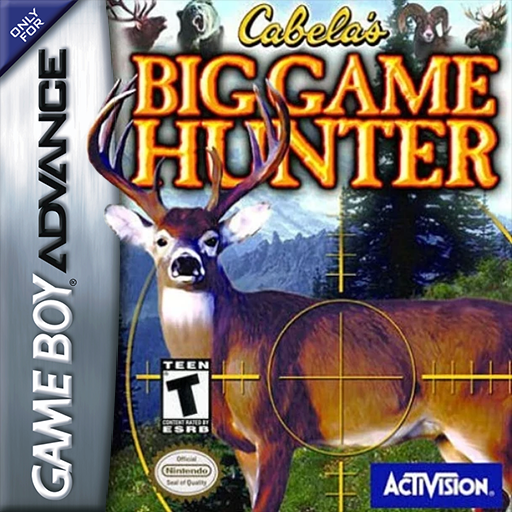 ONLY
FOR
GAME BOY ADVANCE
Cabela's
BIG GAME
HUNTER
TEEN
T
CONTENT RATED BY
ESRB
Official
Nintendo
Seal of Quality
ACTIVISION.